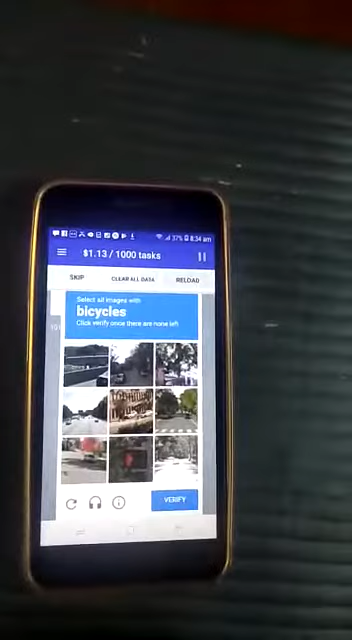 37% 8:34 am
$1.13 / 1000 tasks
SKIP CLEAR ALL DATA RELOAD
Select all images with
bicycles
Click verify once there are none left
VERIFY